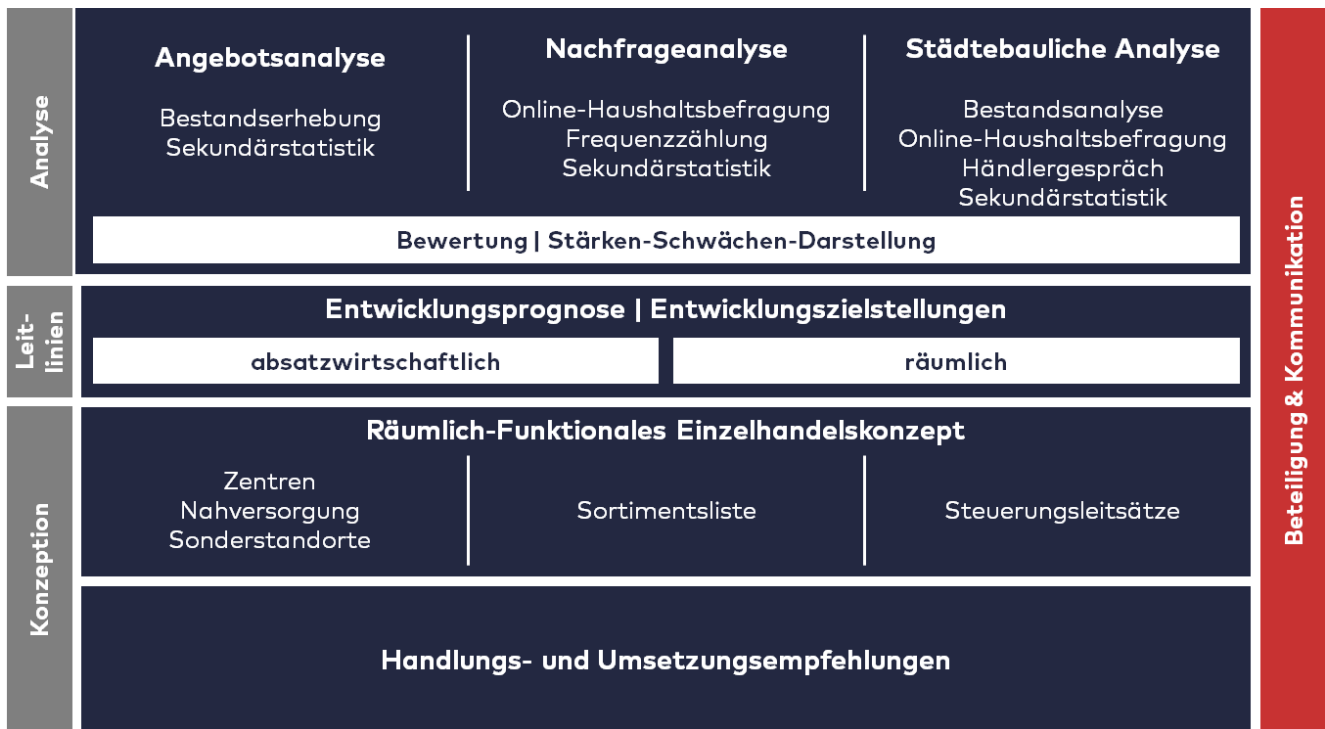 Analyse
Angebotsanalyse
Bestandserhebung
Sekundärstatistik
Nachfrageanalyse
Online-Haushaltsbefragung
Frequenzzählung
Sekundärstatistik
Städtebauliche Analyse
Bestandsanalyse
Online-Haushaltsbefragung
Händlergespräch
Sekundärstatistik
Bewertung | Stärken-Schwächen-Darstellung
Leit-
linien
Entwicklungsprognose | Entwicklungszielstellungen
absatzwirtschaftlich
räumlich
Konzeption
Räumlich-Funktionales Einzelhandelskonzept
Zentren
Nahversorgung
Sonderstandorte
Sortimentsliste
Steuerungsleitsätze
Handlungs- und Umsetzungsempfehlungen
Beteiligung & Kommunikation